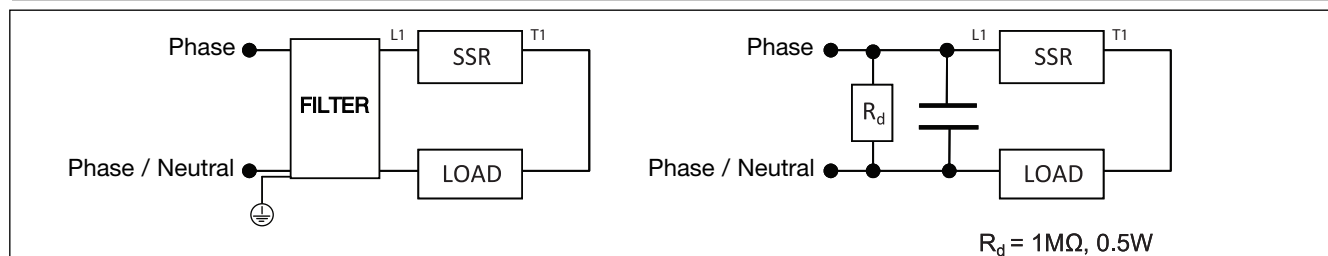 Phase
L1
SSR
T1
FILTER
Phase / Neutral
LOAD
Phase
L1
SSR
T1
Rd
Phase / Neutral
LOAD
Rd = 1MΩ, 0.5W